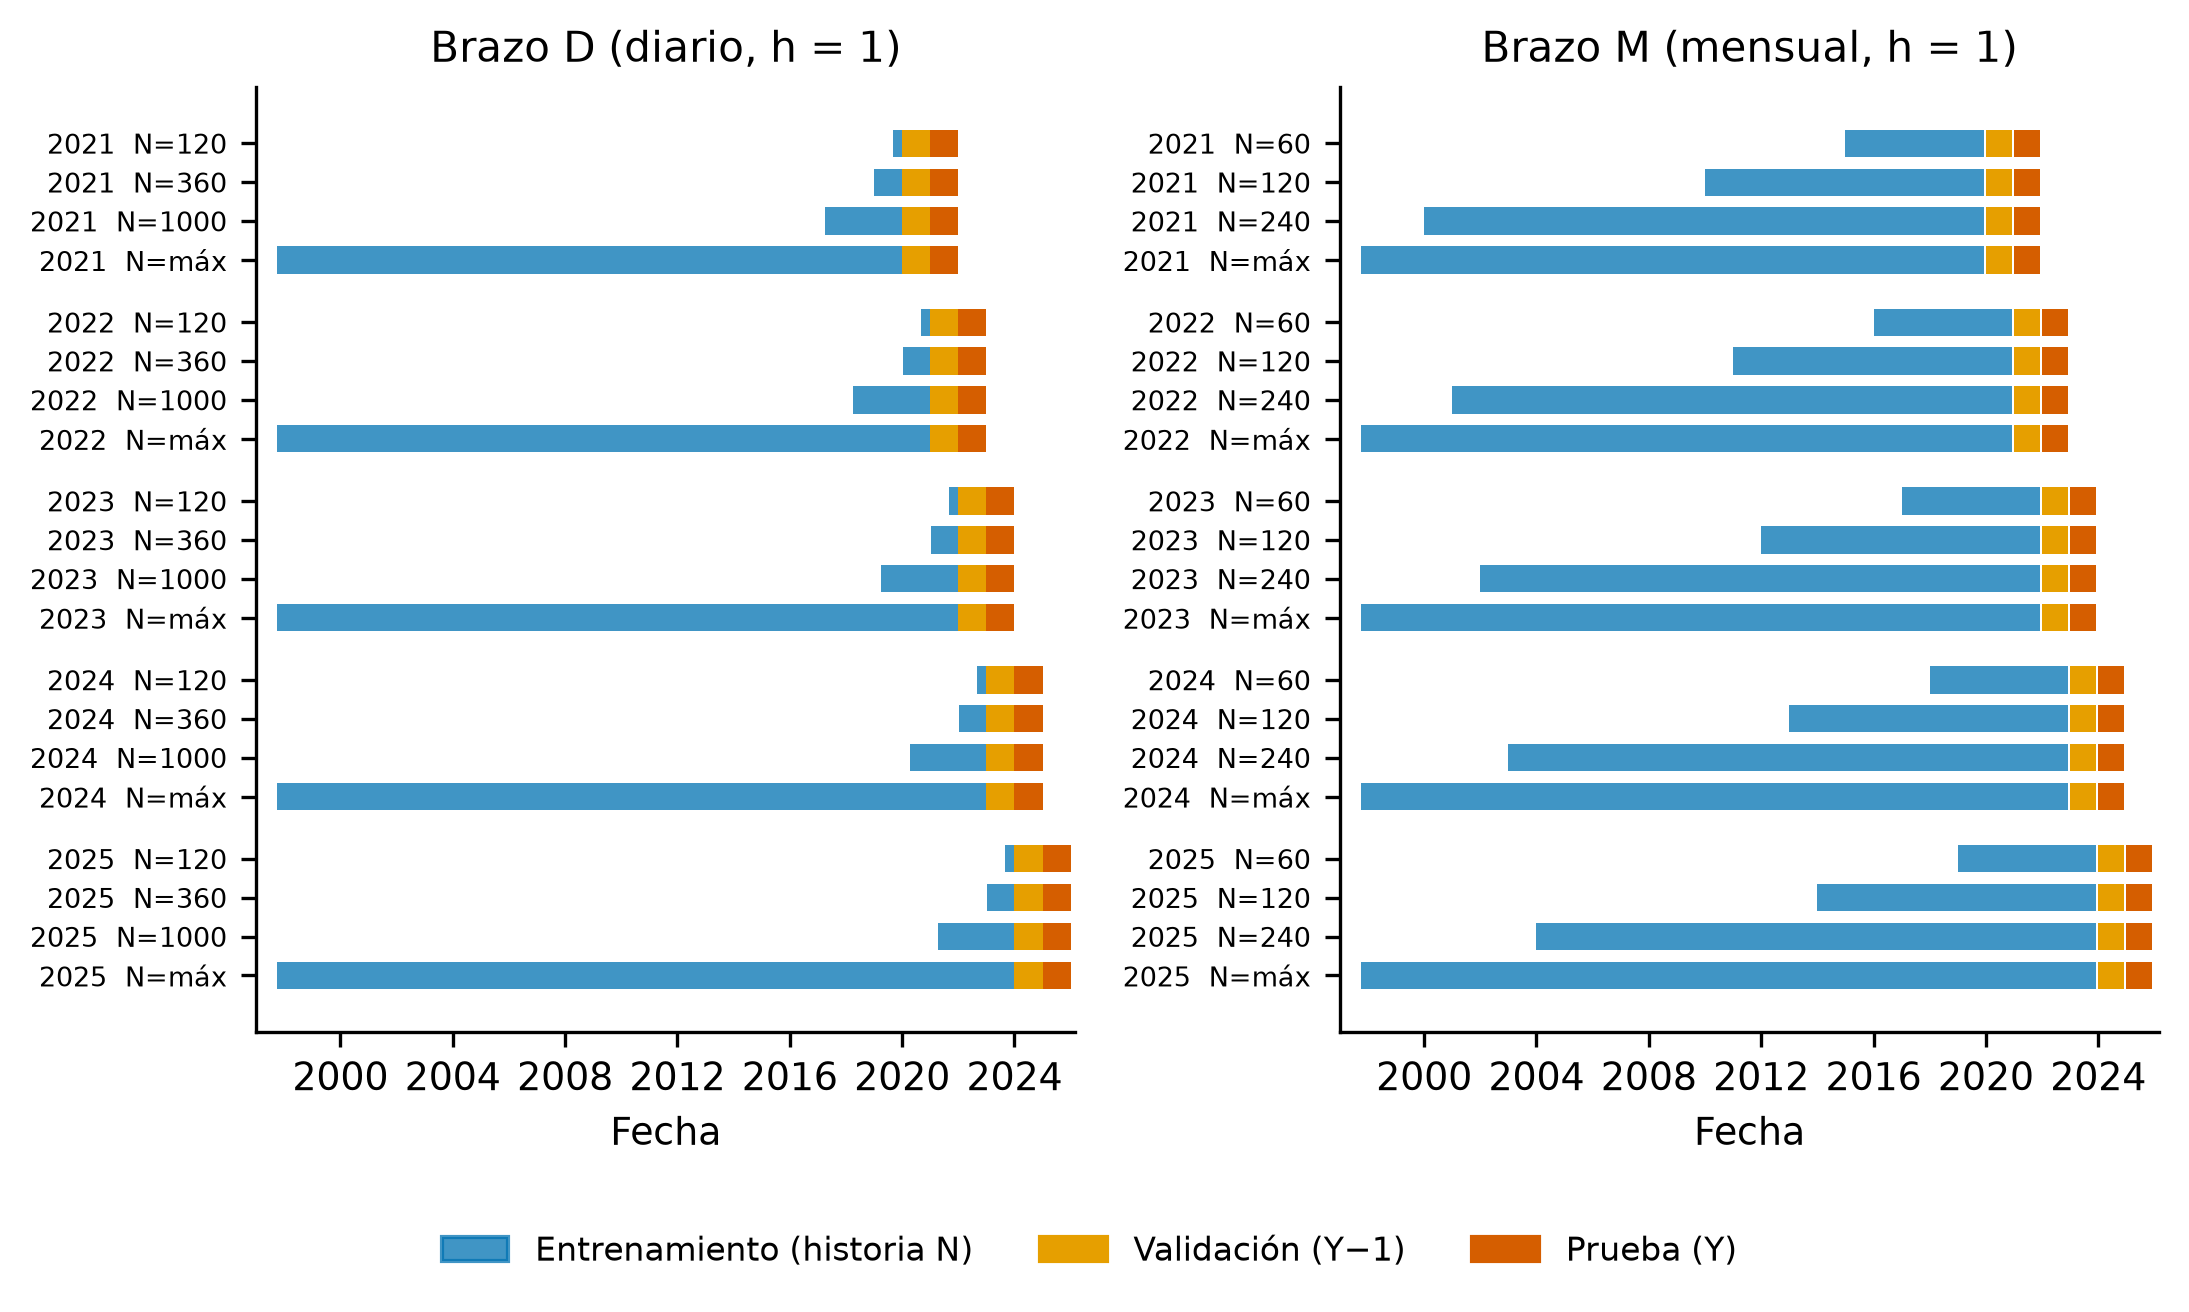 Brazo D (diario, h = 1)
2021 N=120
2021 N=360
2021 N=1000
2021 N=máx
2022 N=120
2022 N=360
2022 N=1000
2022 N=máx
2023 N=120
2023 N=360
2023 N=1000
2023 N=máx
2024 N=120
2024 N=360
2024 N=1000
2024 N=máx
2025 N=120
2025 N=360
2025 N=1000
2025 N=máx
2000 2004 2008 2012 2016 2020 2024
Fecha
Brazo M (mensual, h = 1)
2021 N=60
2021 N=120
2021 N=240
2021 N=máx
2022 N=60
2022 N=120
2022 N=240
2022 N=máx
2023 N=60
2023 N=120
2023 N=240
2023 N=máx
2024 N=60
2024 N=120
2024 N=240
2024 N=máx
2025 N=60
2025 N=120
2025 N=240
2025 N=máx
2000 2004 2008 2012 2016 2020 2024
Fecha
Entrenamiento (historia N) Validación (Y−1) Prueba (Y)